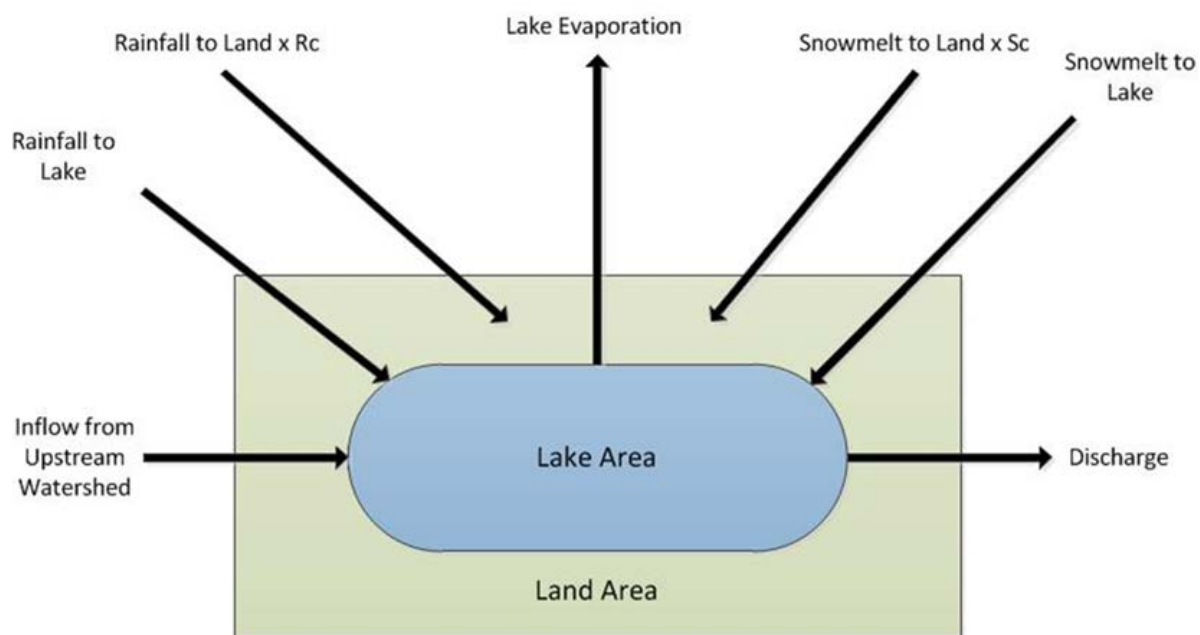 Rainfall to Land x Rc
Lake Evaporation
Snowmelt to Land x Sc
Snowmelt to
Lake
Rainfall to
Lake
Inflow from
Upstream
Watershed
Lake Area
Discharge
Land Area